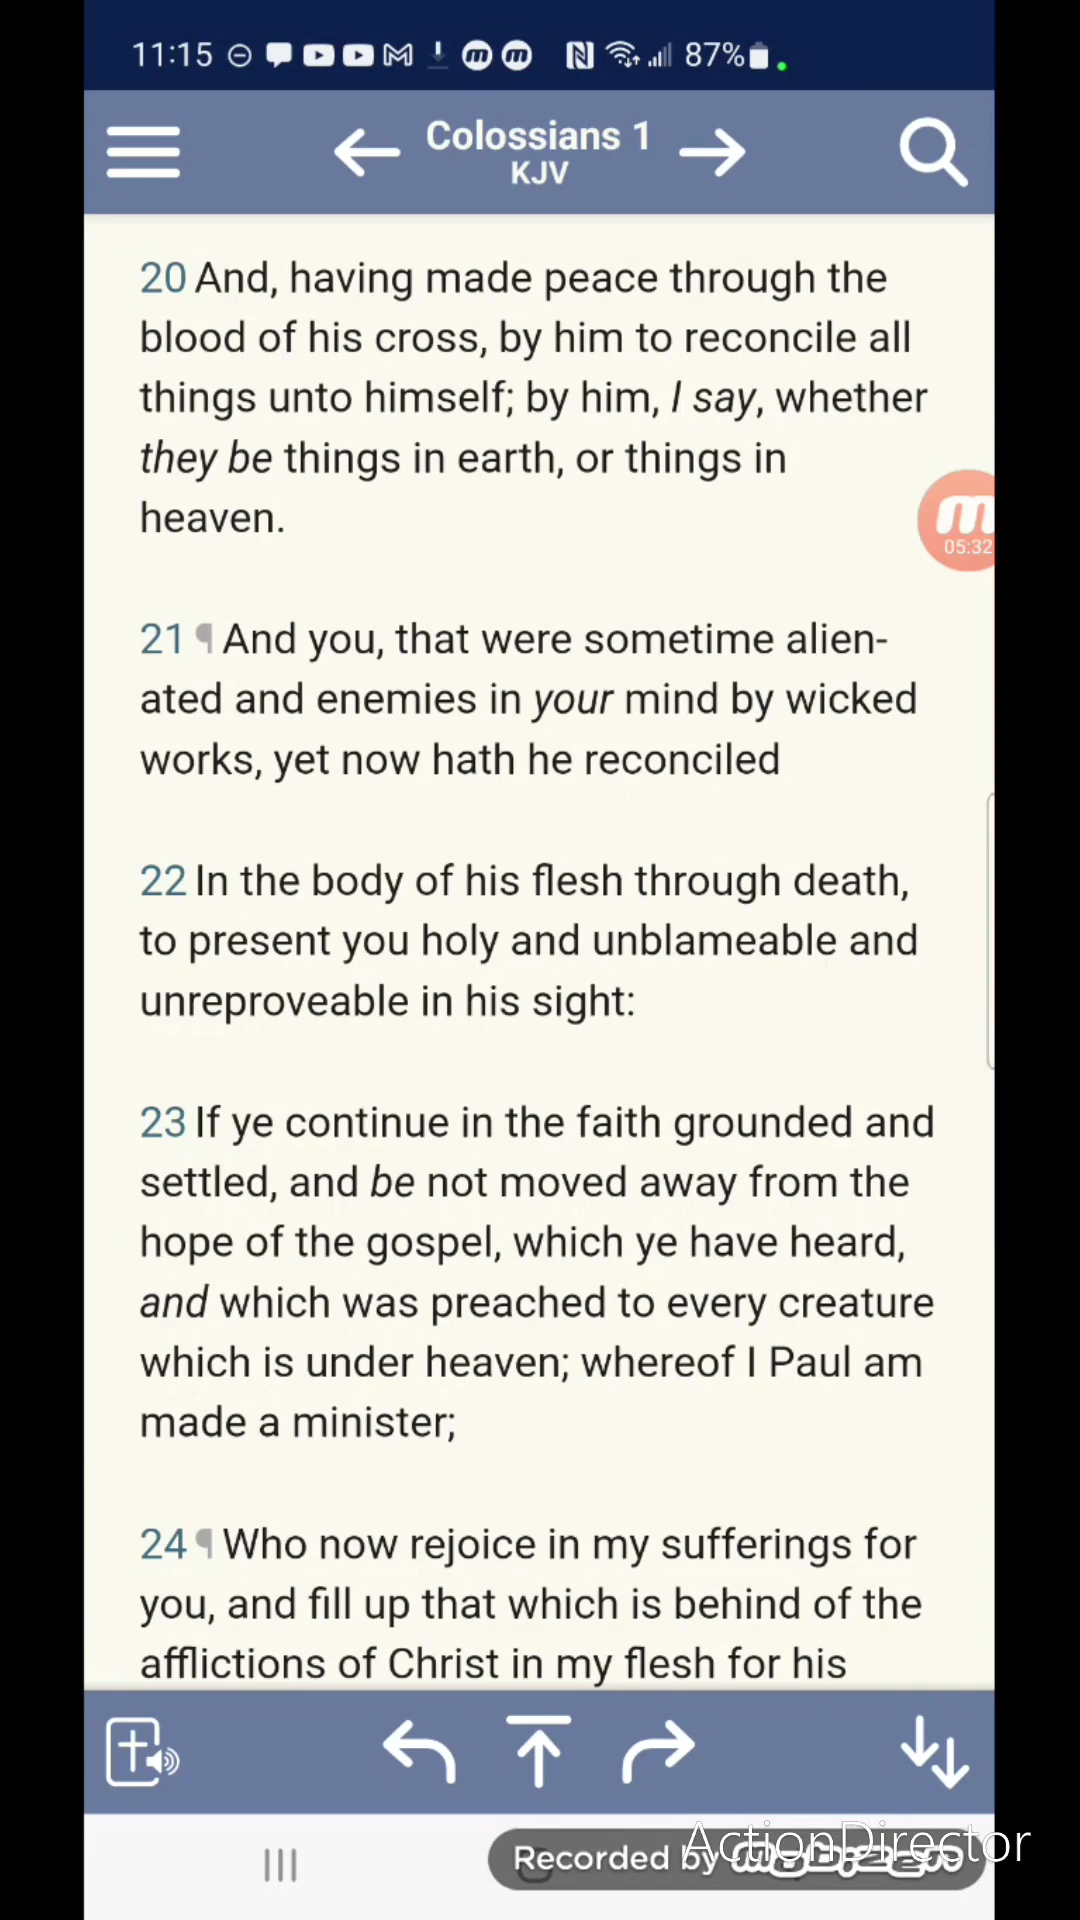 11:15 87%
Colossians 1
KJV
20 And, having made peace through the
blood of his cross, by him to reconcile all
things unto himself; by him, I say, whether
they be things in earth, or things in
heaven.
05:32
21 ¶ And you, that were sometime alien-
ated and enemies in your mind by wicked
works, yet now hath he reconciled
22 In the body of his flesh through death,
to present you holy and unblameable and
unreproveable in his sight:
23 If ye continue in the faith grounded and
settled, and be not moved away from the
hope of the gospel, which ye have heard,
and which was preached to every creature
which is under heaven; whereof I Paul am
made a minister;
24 ¶ Who now rejoice in my sufferings for
you, and fill up that which is behind of the
afflictions of Christ in my flesh for his
ActionDirector
Recorded by